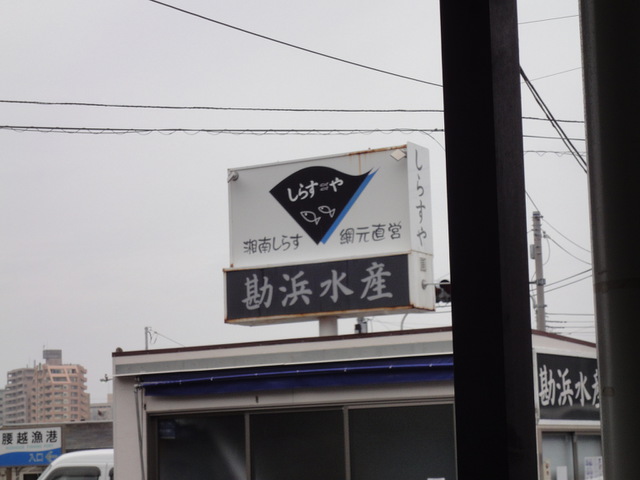 しらすや
湘南しらす 網元直営
勘浜水産
しらすや
勘浜水産
腰越漁港
入口